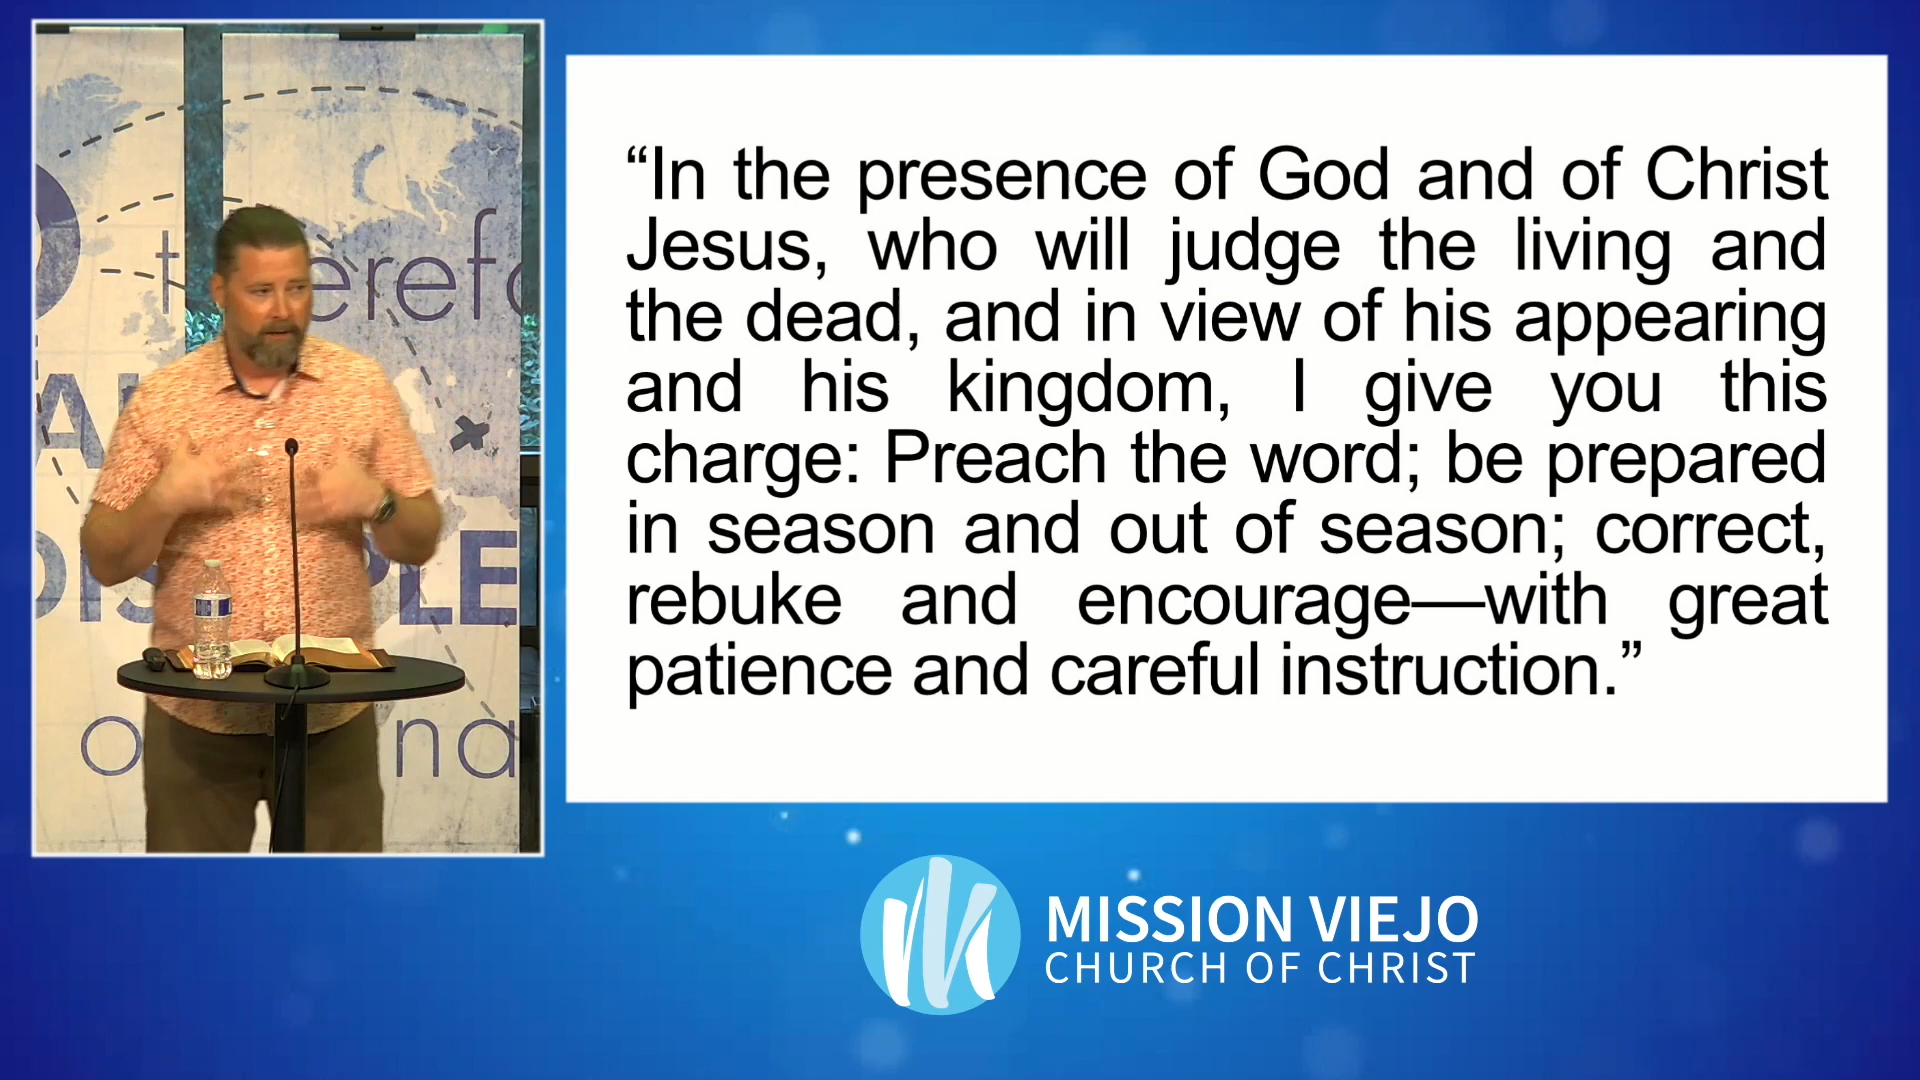 therefo
“In the presence of God and of Christ
Jesus, who will judge the living and
the dead, and in view of his appearing
and his kingdom, I give you this
charge: Preach the word; be prepared
in season and out of season; correct,
rebuke and encourage—with great
patience and careful instruction.”
MISSION VIEJO
CHURCH OF CHRIST